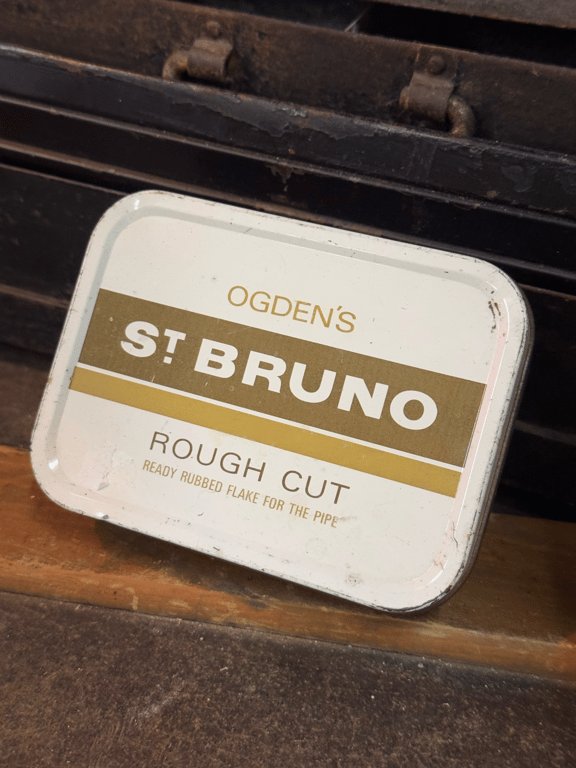 OGDEN'S
ST BRUNO
ROUGH CUT
READY RUBBED FLAKE FOR THE PIPE